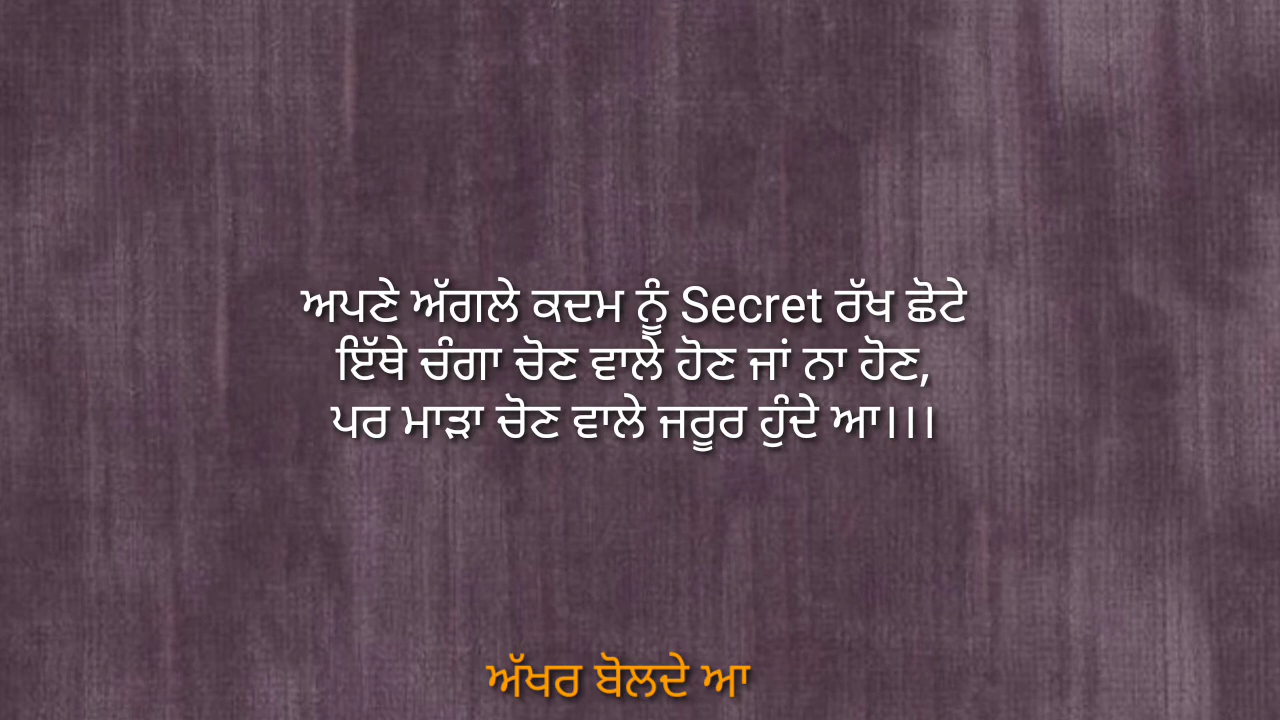 ਅਪਣੇ ਅੱਗਲੇ ਕਦਮ ਨੂੰ Secret ਰੱਖ ਛੋਟੇ
ਇੱਥੇ ਚੰਗਾ ਚੋਣ ਵਾਲੇ ਹੋਣ ਜਾਂ ਨਾ ਹੋਣ,
ਪਰ ਮਾੜਾ ਚੋਣ ਵਾਲੇ ਜਰੂਰ ਹੁੰਦੇ ਆ।।।
ਅੱਖਰ ਬੋਲਦੇ ਆ